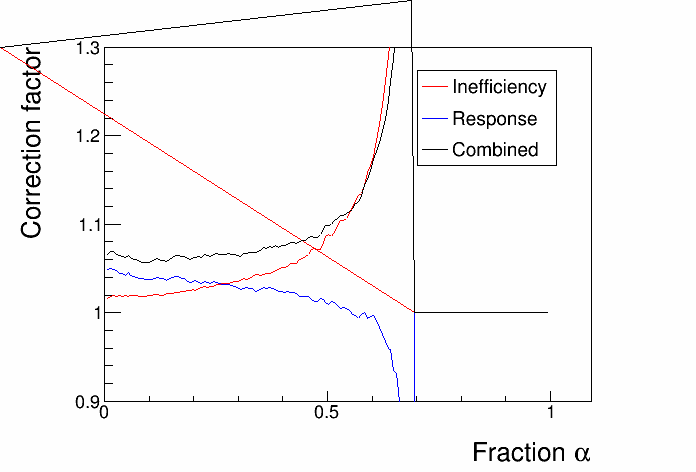 Correction factor
1.3
1.2
1.1
1
0.9
Inefficiency
Response
Combined
0
0.5
1
Fraction α